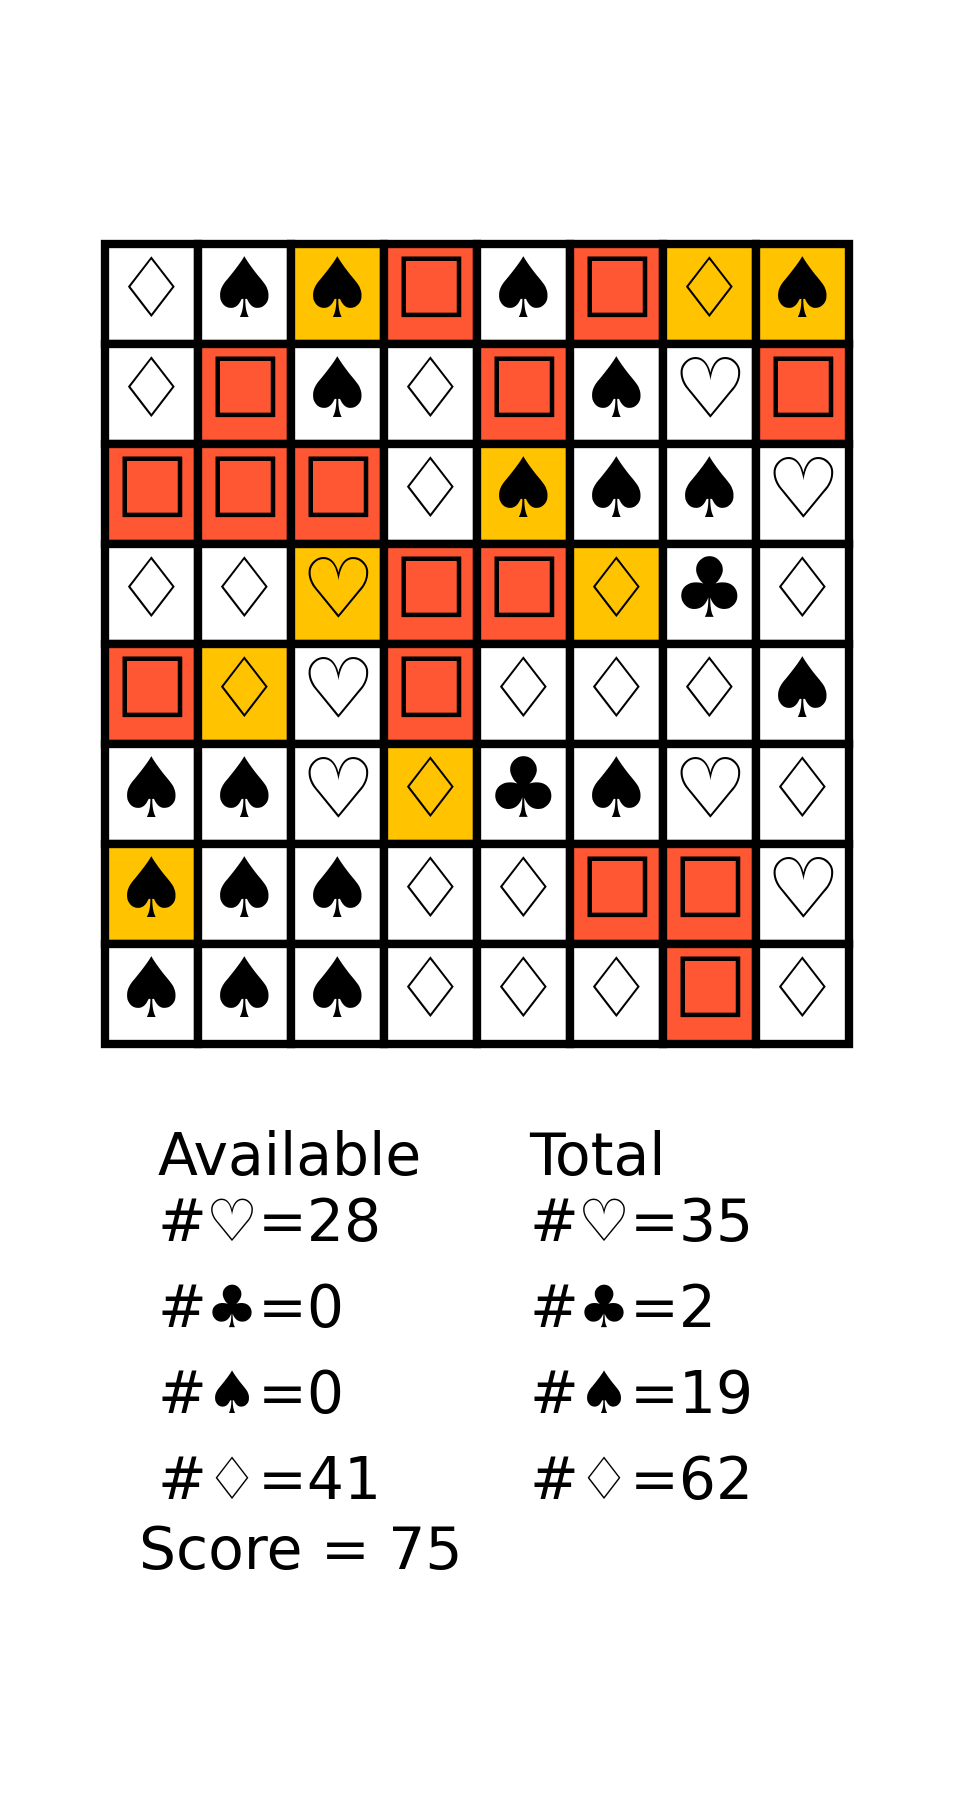 ♢ ♠ ♠ □ ♠ □ ♢ ♠
♢ □ ♠ ♢ □ ♠ ♡ □
□ □ □ ♢ ♠ ♠ ♠ ♡
♢ ♢ ♡ □ □ ♢ ♣ ♢
□ ♢ ♡ □ ♢ ♢ ♢ ♠
♠ ♠ ♡ ♢ ♣ ♠ ♡ ♢
♠ ♠ ♠ ♢ ♢ □ □ ♡
♠ ♠ ♠ ♢ ♢ ♢ □ ♢
Available Total
#♡=28 #♡=35
#♣=0 #♣=2
#♠=0 #♠=19
#♢=41 #♢=62
Score = 75